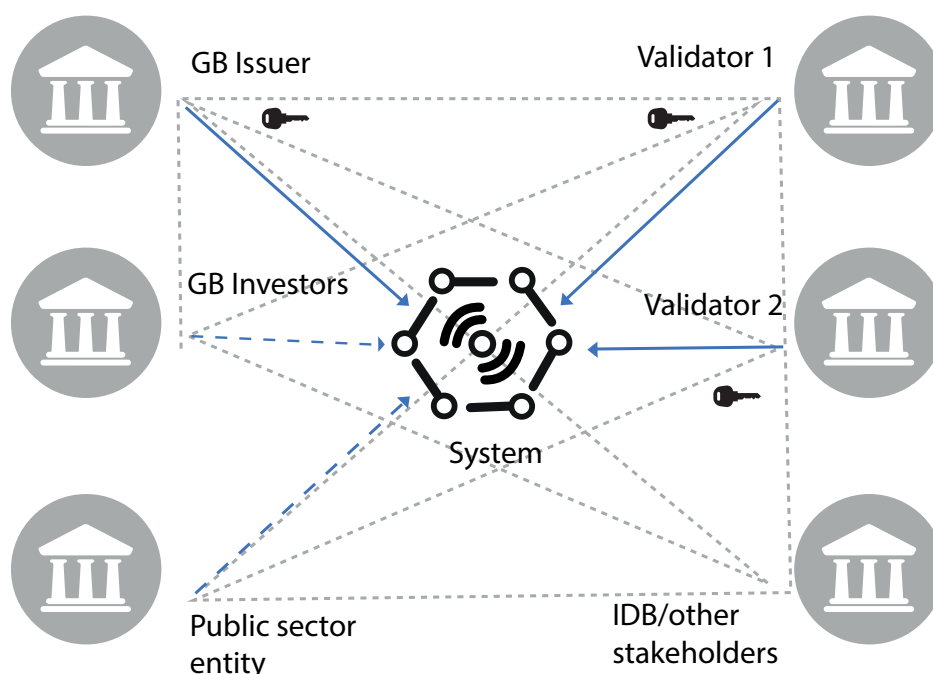 GB Issuer
Validator 1
GB Investors
Validator 2
System
Public sector
entity
IDB/other
stakeholders